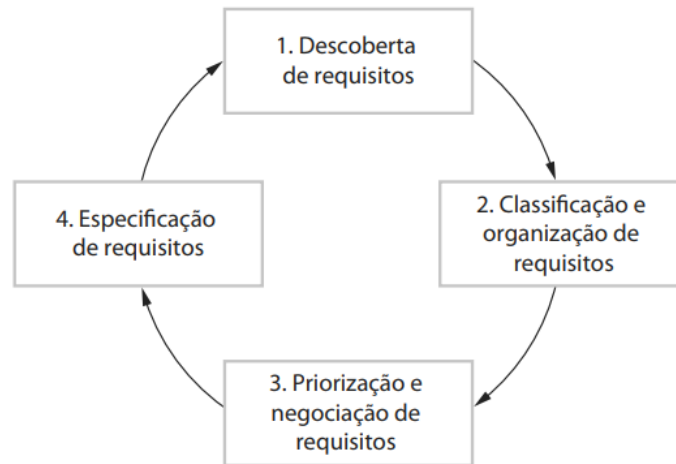 1. Descoberta
de requisitos
2. Classificação e
organização de
requisitos
3. Priorização e
negociação de
requisitos
4. Especificação
de requisitos